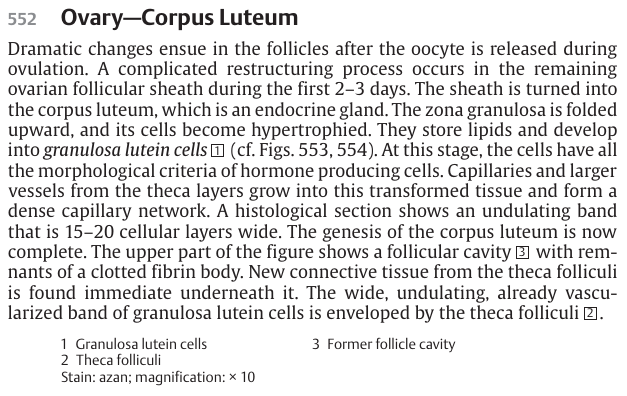 552 Ovary—Corpus Luteum
Dramatic changes ensue in the follicles after the oocyte is released during
ovulation. A complicated restructuring process occurs in the remaining
ovarian follicular sheath during the first 2–3 days. The sheath is turned into
the corpus luteum, which is an endocrine gland. The zona granulosa is folded
upward, and its cells become hypertrophied. They store lipids and develop
into granulosa lutein cells 1 (cf. Figs. 553, 554). At this stage, the cells have all
the morphological criteria of hormone producing cells. Capillaries and larger
vessels from the theca layers grow into this transformed tissue and form a
dense capillary network. A histological section shows an undulating band
that is 15–20 cellular layers wide. The genesis of the corpus luteum is now
complete. The upper part of the figure shows a follicular cavity 3 with rem-
nants of a clotted fibrin body. New connective tissue from the theca folliculi
is found immediate underneath it. The wide, undulating, already vascu-
larized band of granulosa lutein cells is enveloped by the theca folliculi 2.
1 Granulosa lutein cells 3 Former follicle cavity
2 Theca folliculi
Stain: azan; magnification: × 10